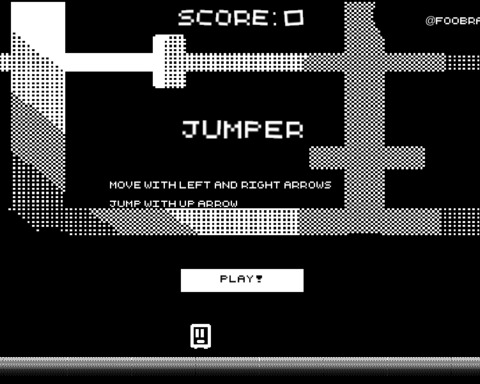 SCORE:0
@FOOBRA
JUMPER
MOVE WITH LEFT AND RIGHT ARROWS
JUMP WITH UP ARROW
PLAY!